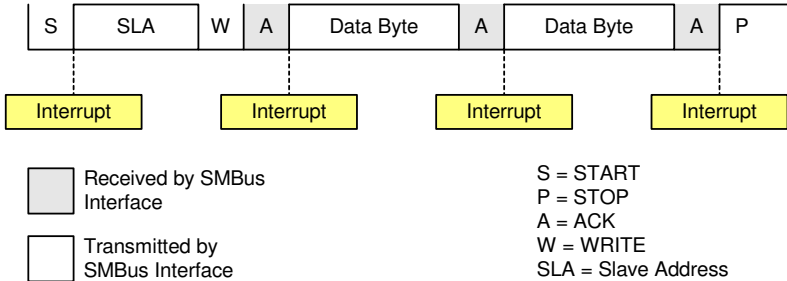 S SLA W A Data Byte A Data Byte A P
Interrupt Interrupt Interrupt Interrupt
Received by SMBus
Interface
Transmitted by
SMBus Interface
S = START
P = STOP
A = ACK
W = WRITE
SLA = Slave Address